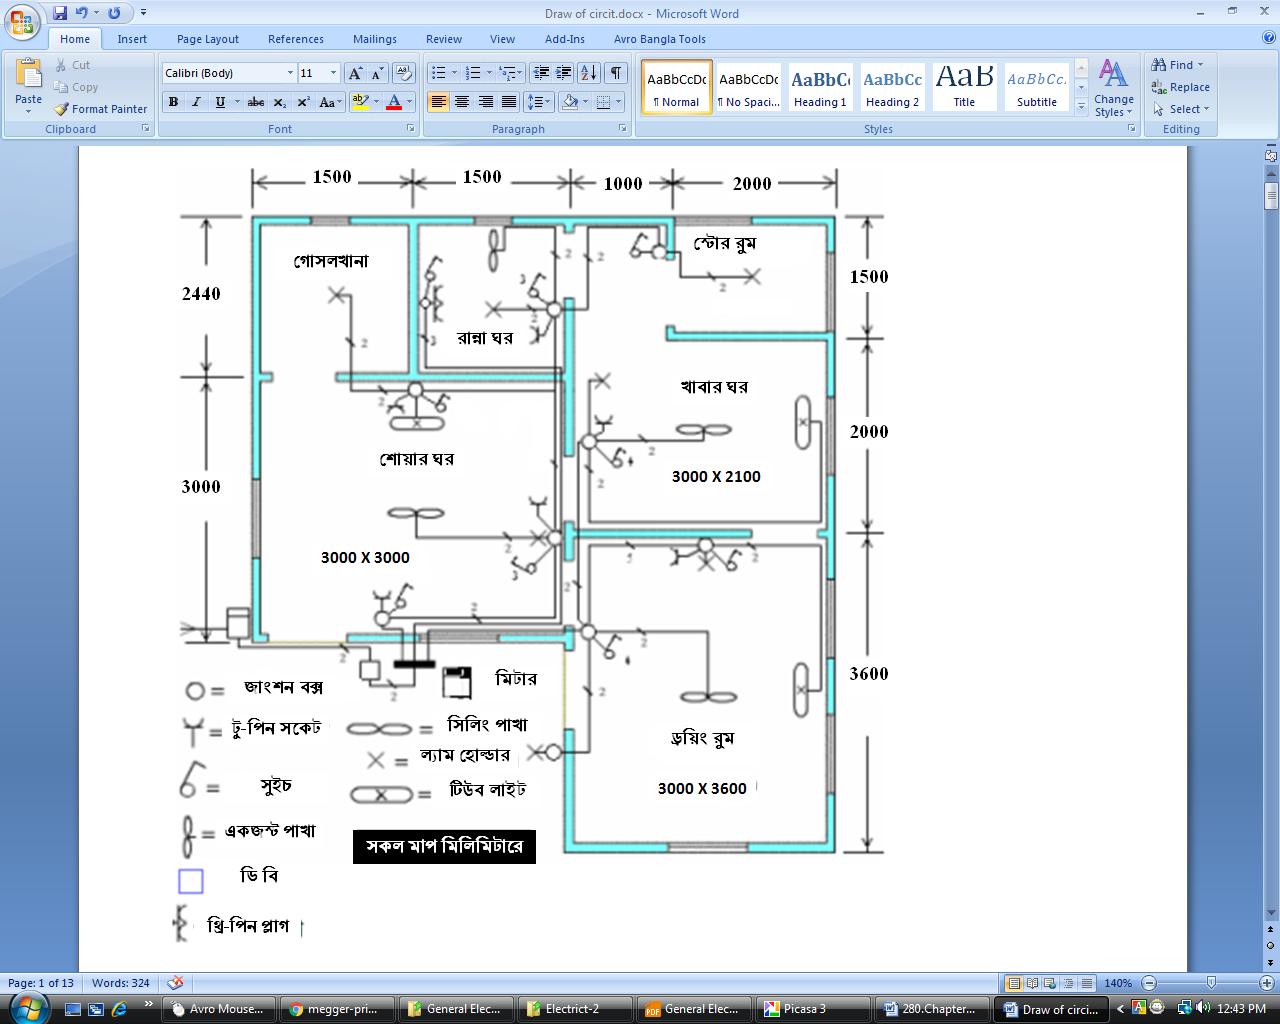 Draw of circit.docx - Microsoft Word
Home Insert Page Layout References Mailings Review View Add-Ins Avro Bangla Tools
Paste
Cut
Copy
Format Painter
Clipboard
Calibri (Body) 11
Font
Paragraph
AaBbCcDc AaBbCcDc AaBbC AaBbCc AaB AaBbCc.
¶ Normal ¶ No Spaci... Heading 1 Heading 2 Title Subtitle
Change Styles
Styles
Find
Replace
Select
Editing
1500 1500 1000 2000
গোসলখানা
স্টোর রুম
2440
1500
রান্না ঘর
খাবার ঘর
2000
শোয়ার ঘর
3000 X 2100
3000
3000 X 3000
3600
মিটার
জাংশন বক্স
টু-পিন সকেট
সিলিং পাখা
ল্যাম হোল্ডার
ড্রয়িং রুম
সুইচ
টিউব লাইট
3000 X 3600
একজস্ট পাখা
সকল মাপ মিলিমিটারে
ডি বি
থ্রি-পিন প্লাগ
Page: 1 of 13 Words: 324 140%
Avro Mouse... megger-pri... General Elec... Electrict-2 General Elec... Picasa 3 280.Chapter... Draw of circi... 12:43 PM